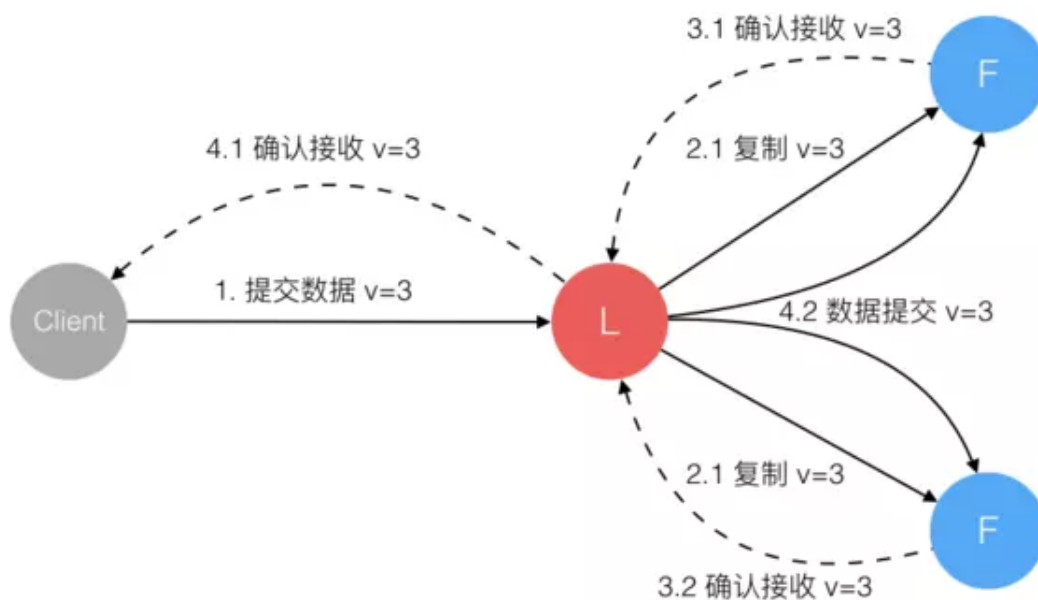 3.1 确认接收 v=3
F
4.1 确认接收 v=3
2.1 复制 v=3
Client
1. 提交数据 v=3
L
4.2 数据提交 v=3
2.1 复制 v=3
F
3.2 确认接收 v=3